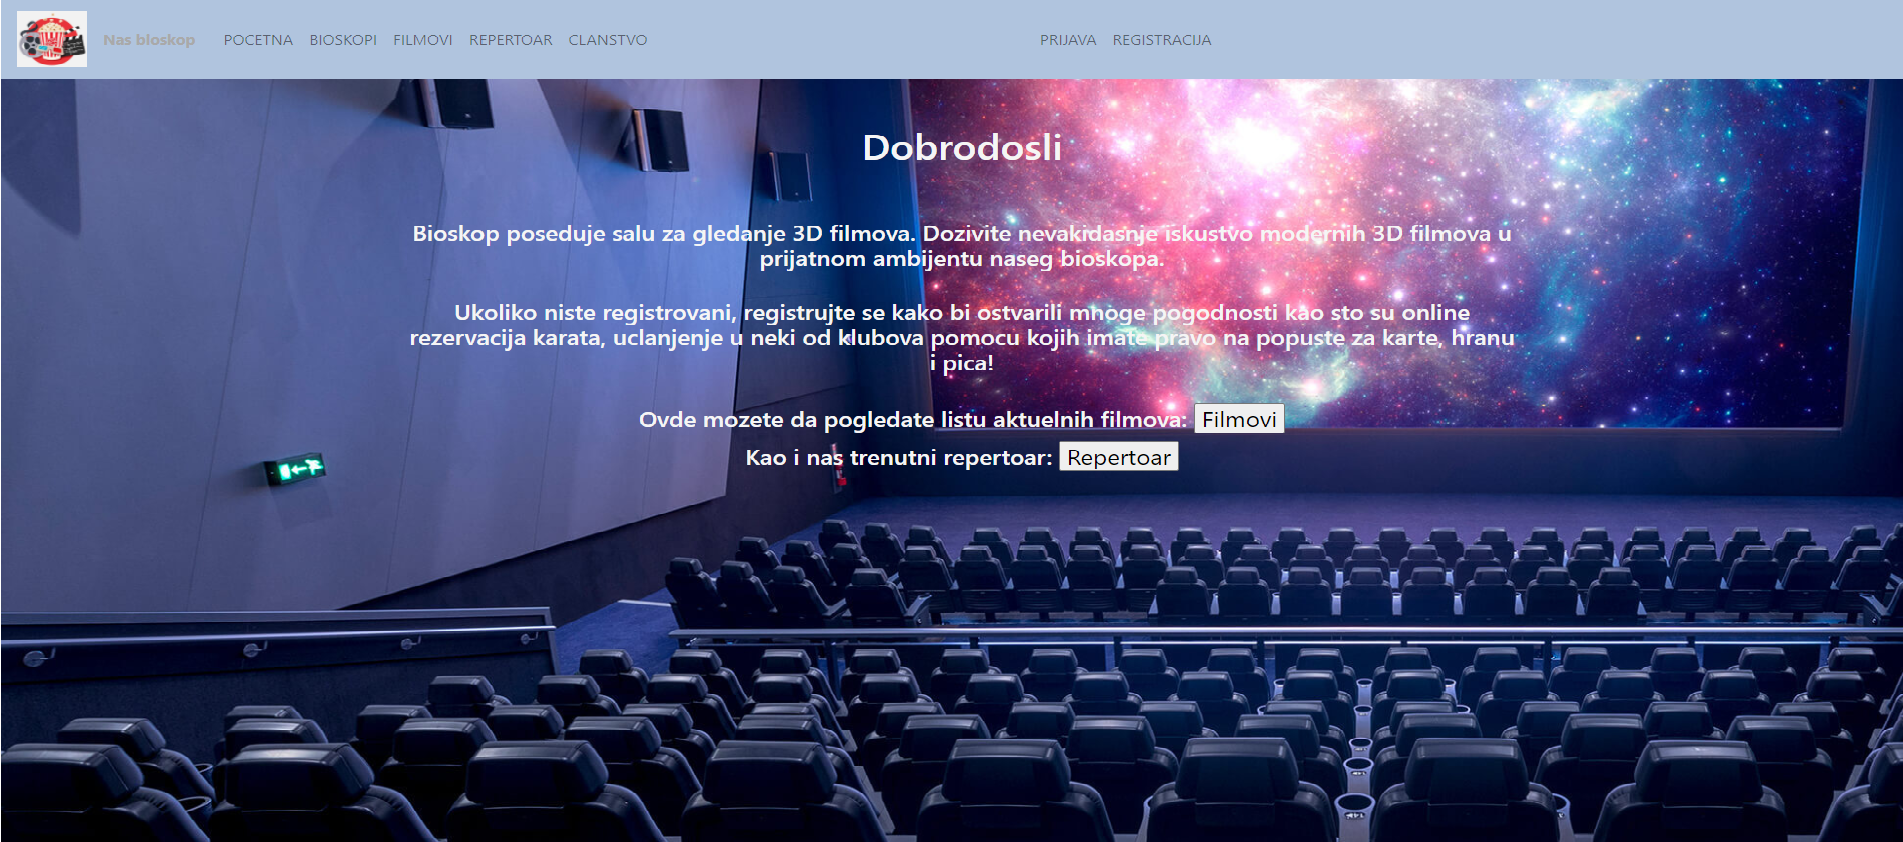 Nas bioskop POCETNA BIOSKOPI FILMOVI REPERTOAR CLANSTVO PRIJAVA REGISTRACIJA
Dobrodosli
Bioskop poseduje salu za gledanje 3D filmova. Dozivite nevakidasnje iskustvo modernih 3D filmova u
prijatnom ambijentu naseg bioskopa.
Ukoliko niste registrovani, registrujte se kako bi ostvarili mnoge pogodnosti kao sto su online
rezervacija karata, uclanjenje u neki od klubova pomocu kojih imate pravo na popuste za karte, hranu
i pica!
Ovde mozete da pogledate listu aktuelnih filmova: Filmovi
Kao i nas trenutni repertoar: Repertoar